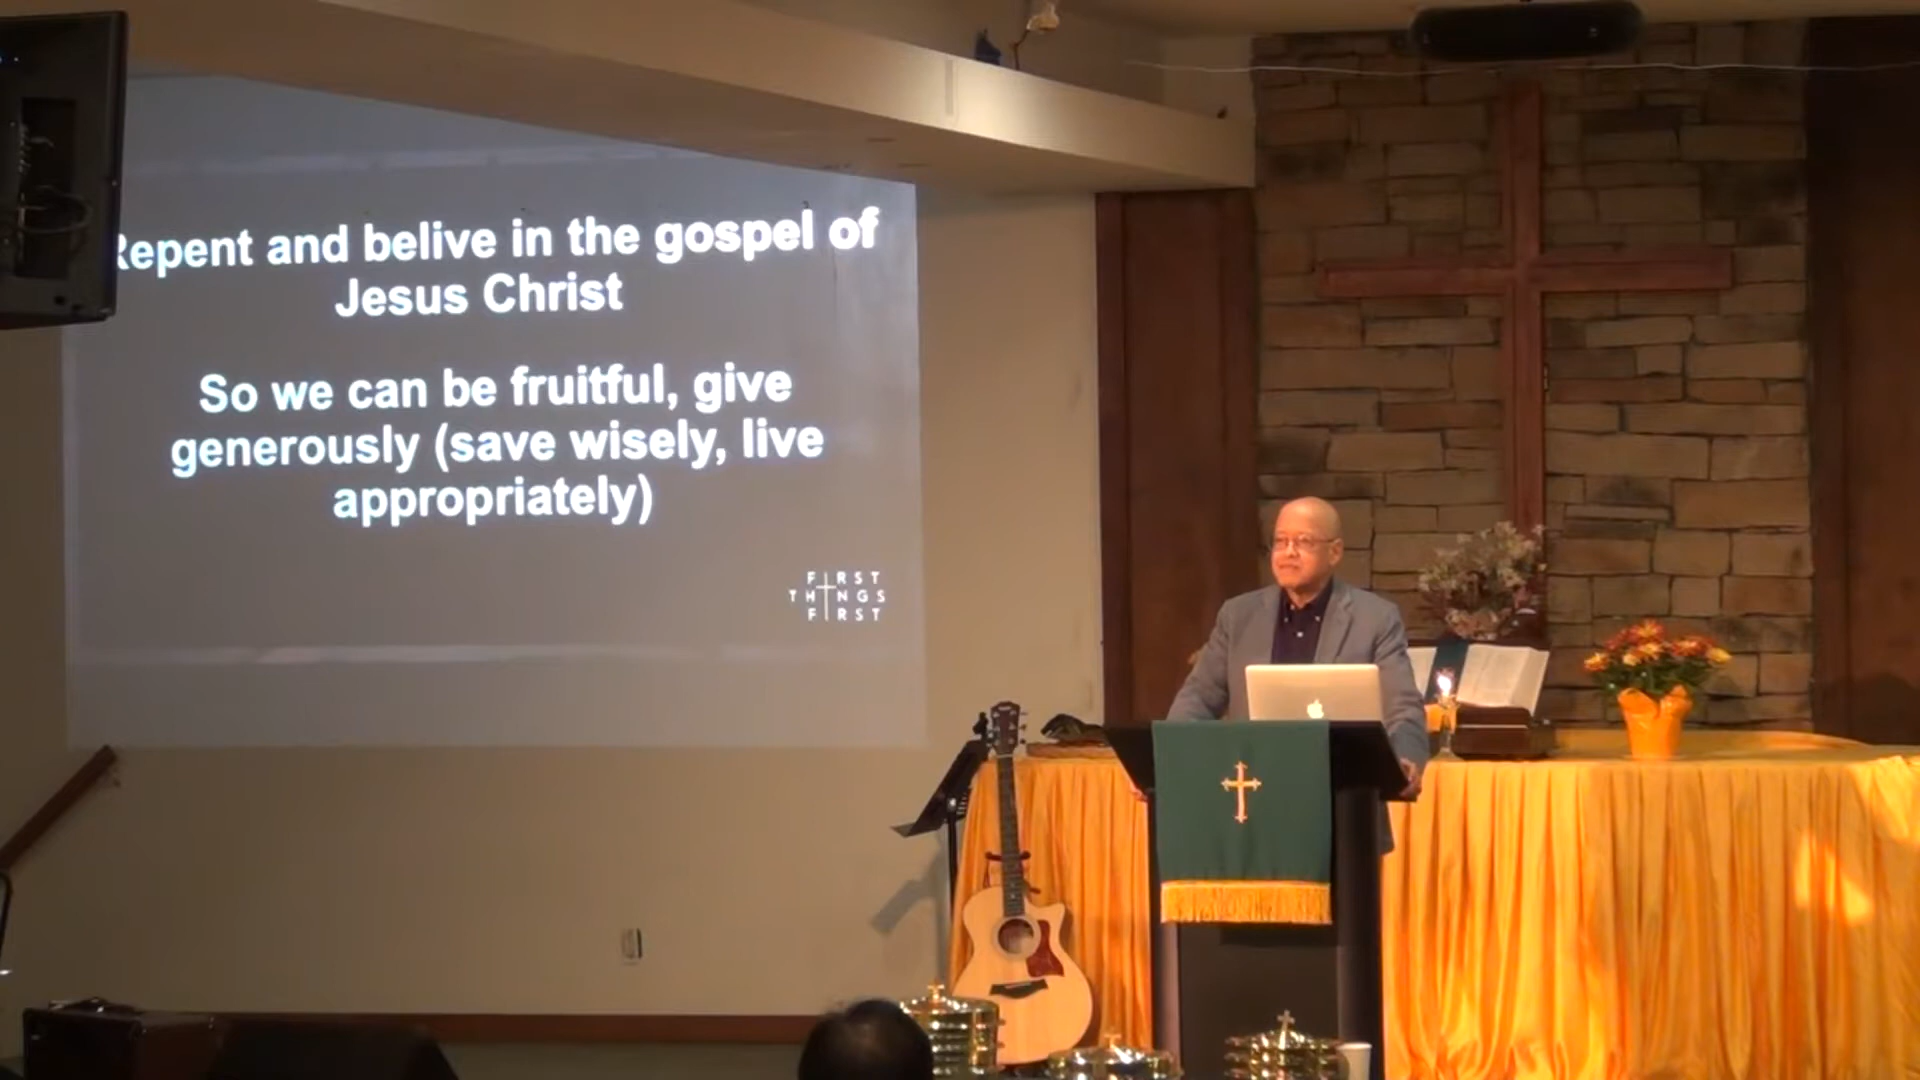 Repent and belive in the gospel of
Jesus Christ
So we can be fruitful, give
generously (save wisely, live
appropriately)
FIRST
THINGS
FIRST